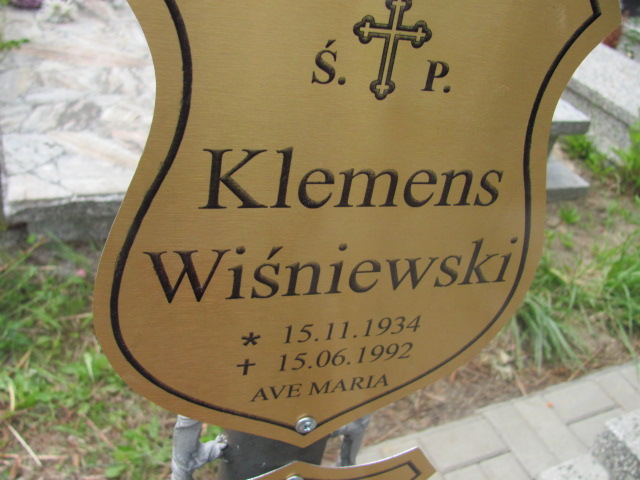 Ś. P.
Klemens
Wiśniewski
* 15.11.1934
+ 15.06.1992
AVE MARIA